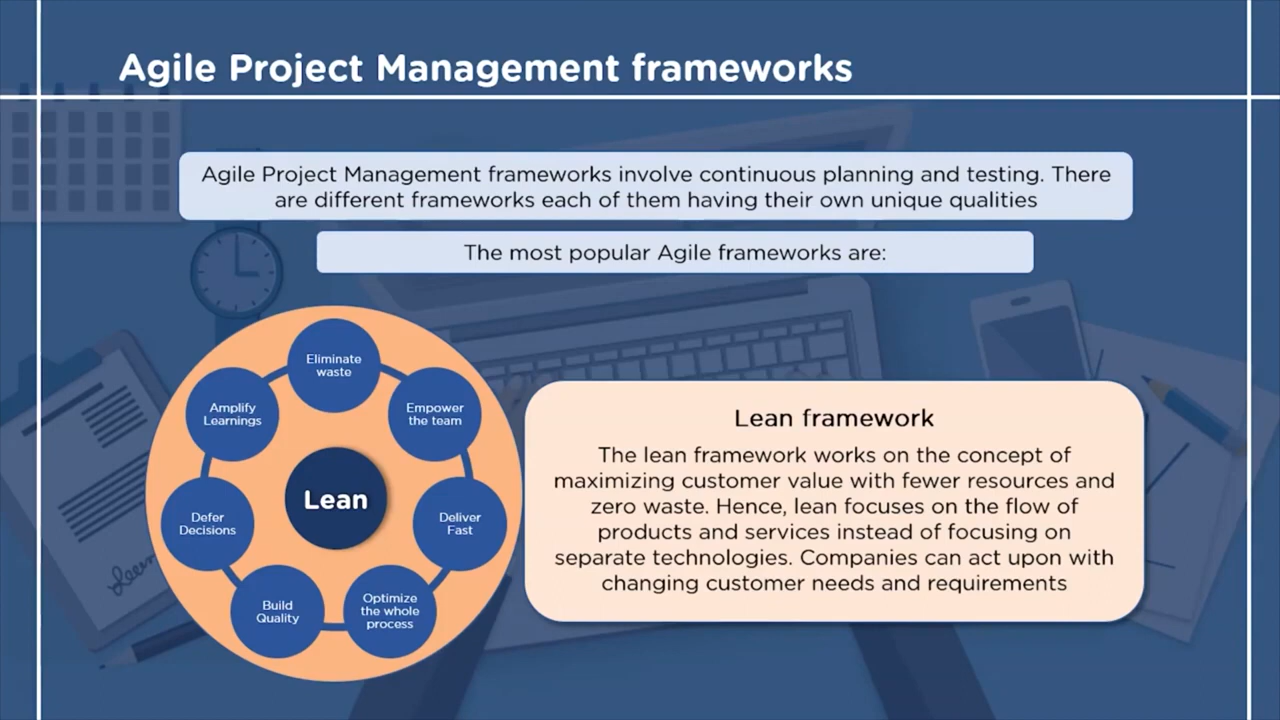 Agile Project Management frameworks
Agile Project Management frameworks involve continuous planning and testing. There
are different frameworks each of them having their own unique qualities
The most popular Agile frameworks are:
Eliminate
waste
Empower
the team
Deliver
Fast
Optimize
the whole
process
Build
Quality
Defer
Decisions
Amplify
Learnings
Lean
Lean framework
The lean framework works on the concept of
maximizing customer value with fewer resources and
zero waste. Hence, lean focuses on the flow of
products and services instead of focusing on
separate technologies. Companies can act upon with
changing customer needs and requirements